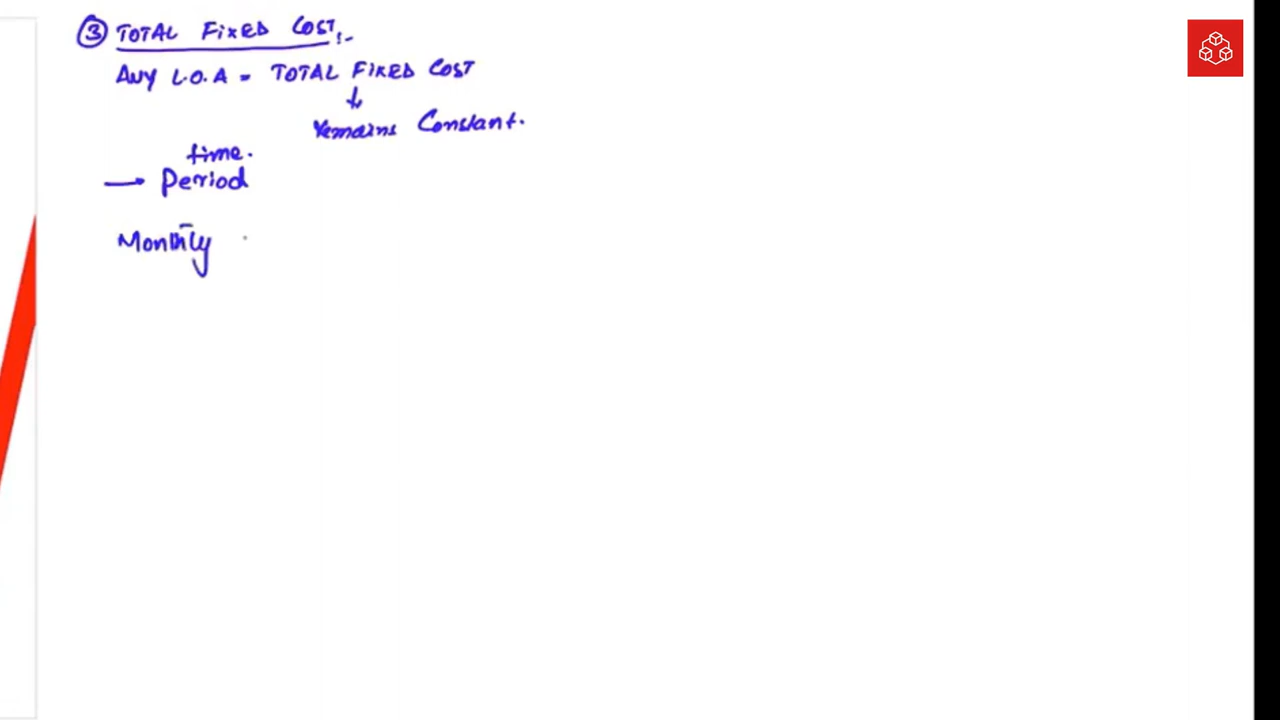 ③ TOTAL FixED COST:-
ANY L.O.A = TOTAL FIXED COST
↓
remains Constant.
time.
→ Period
Monthly